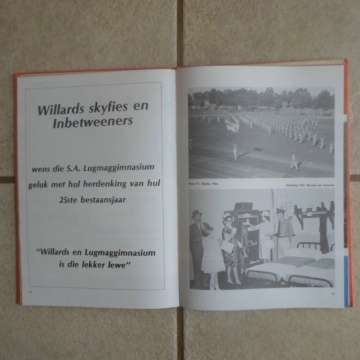 Willards skyfies en
Inbetweeners
wens die S.A. Lugmaggimnasium
geluk met hul herdenking van hul
25ste bestaansjaar
"Willards en Lugmaggimnasium
is die lekker lewe"